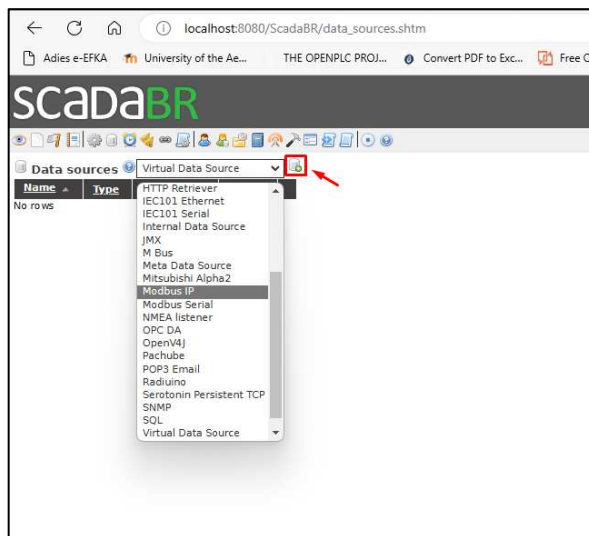 localhost:8080/ScadaBR/data_sources.shtm
Adies e-EFKA University of the Ae... THE OPENPLC PROJ... Convert PDF to Exc... Free C
SCADABR
Data sources Virtual Data Source
Name Type
No rows
HTTP Retriever
IEC101 Ethernet
IEC101 Serial
Internal Data Source
JMX
M Bus
Meta Data Source
Mitsubishi Alpha2
Modbus IP
Modbus Serial
NMEA listener
OPC DA
OpenV4J
Pachube
POP3 Email
Radiuino
Serotonin Persistent TCP
SNMP
SQL
Virtual Data Source